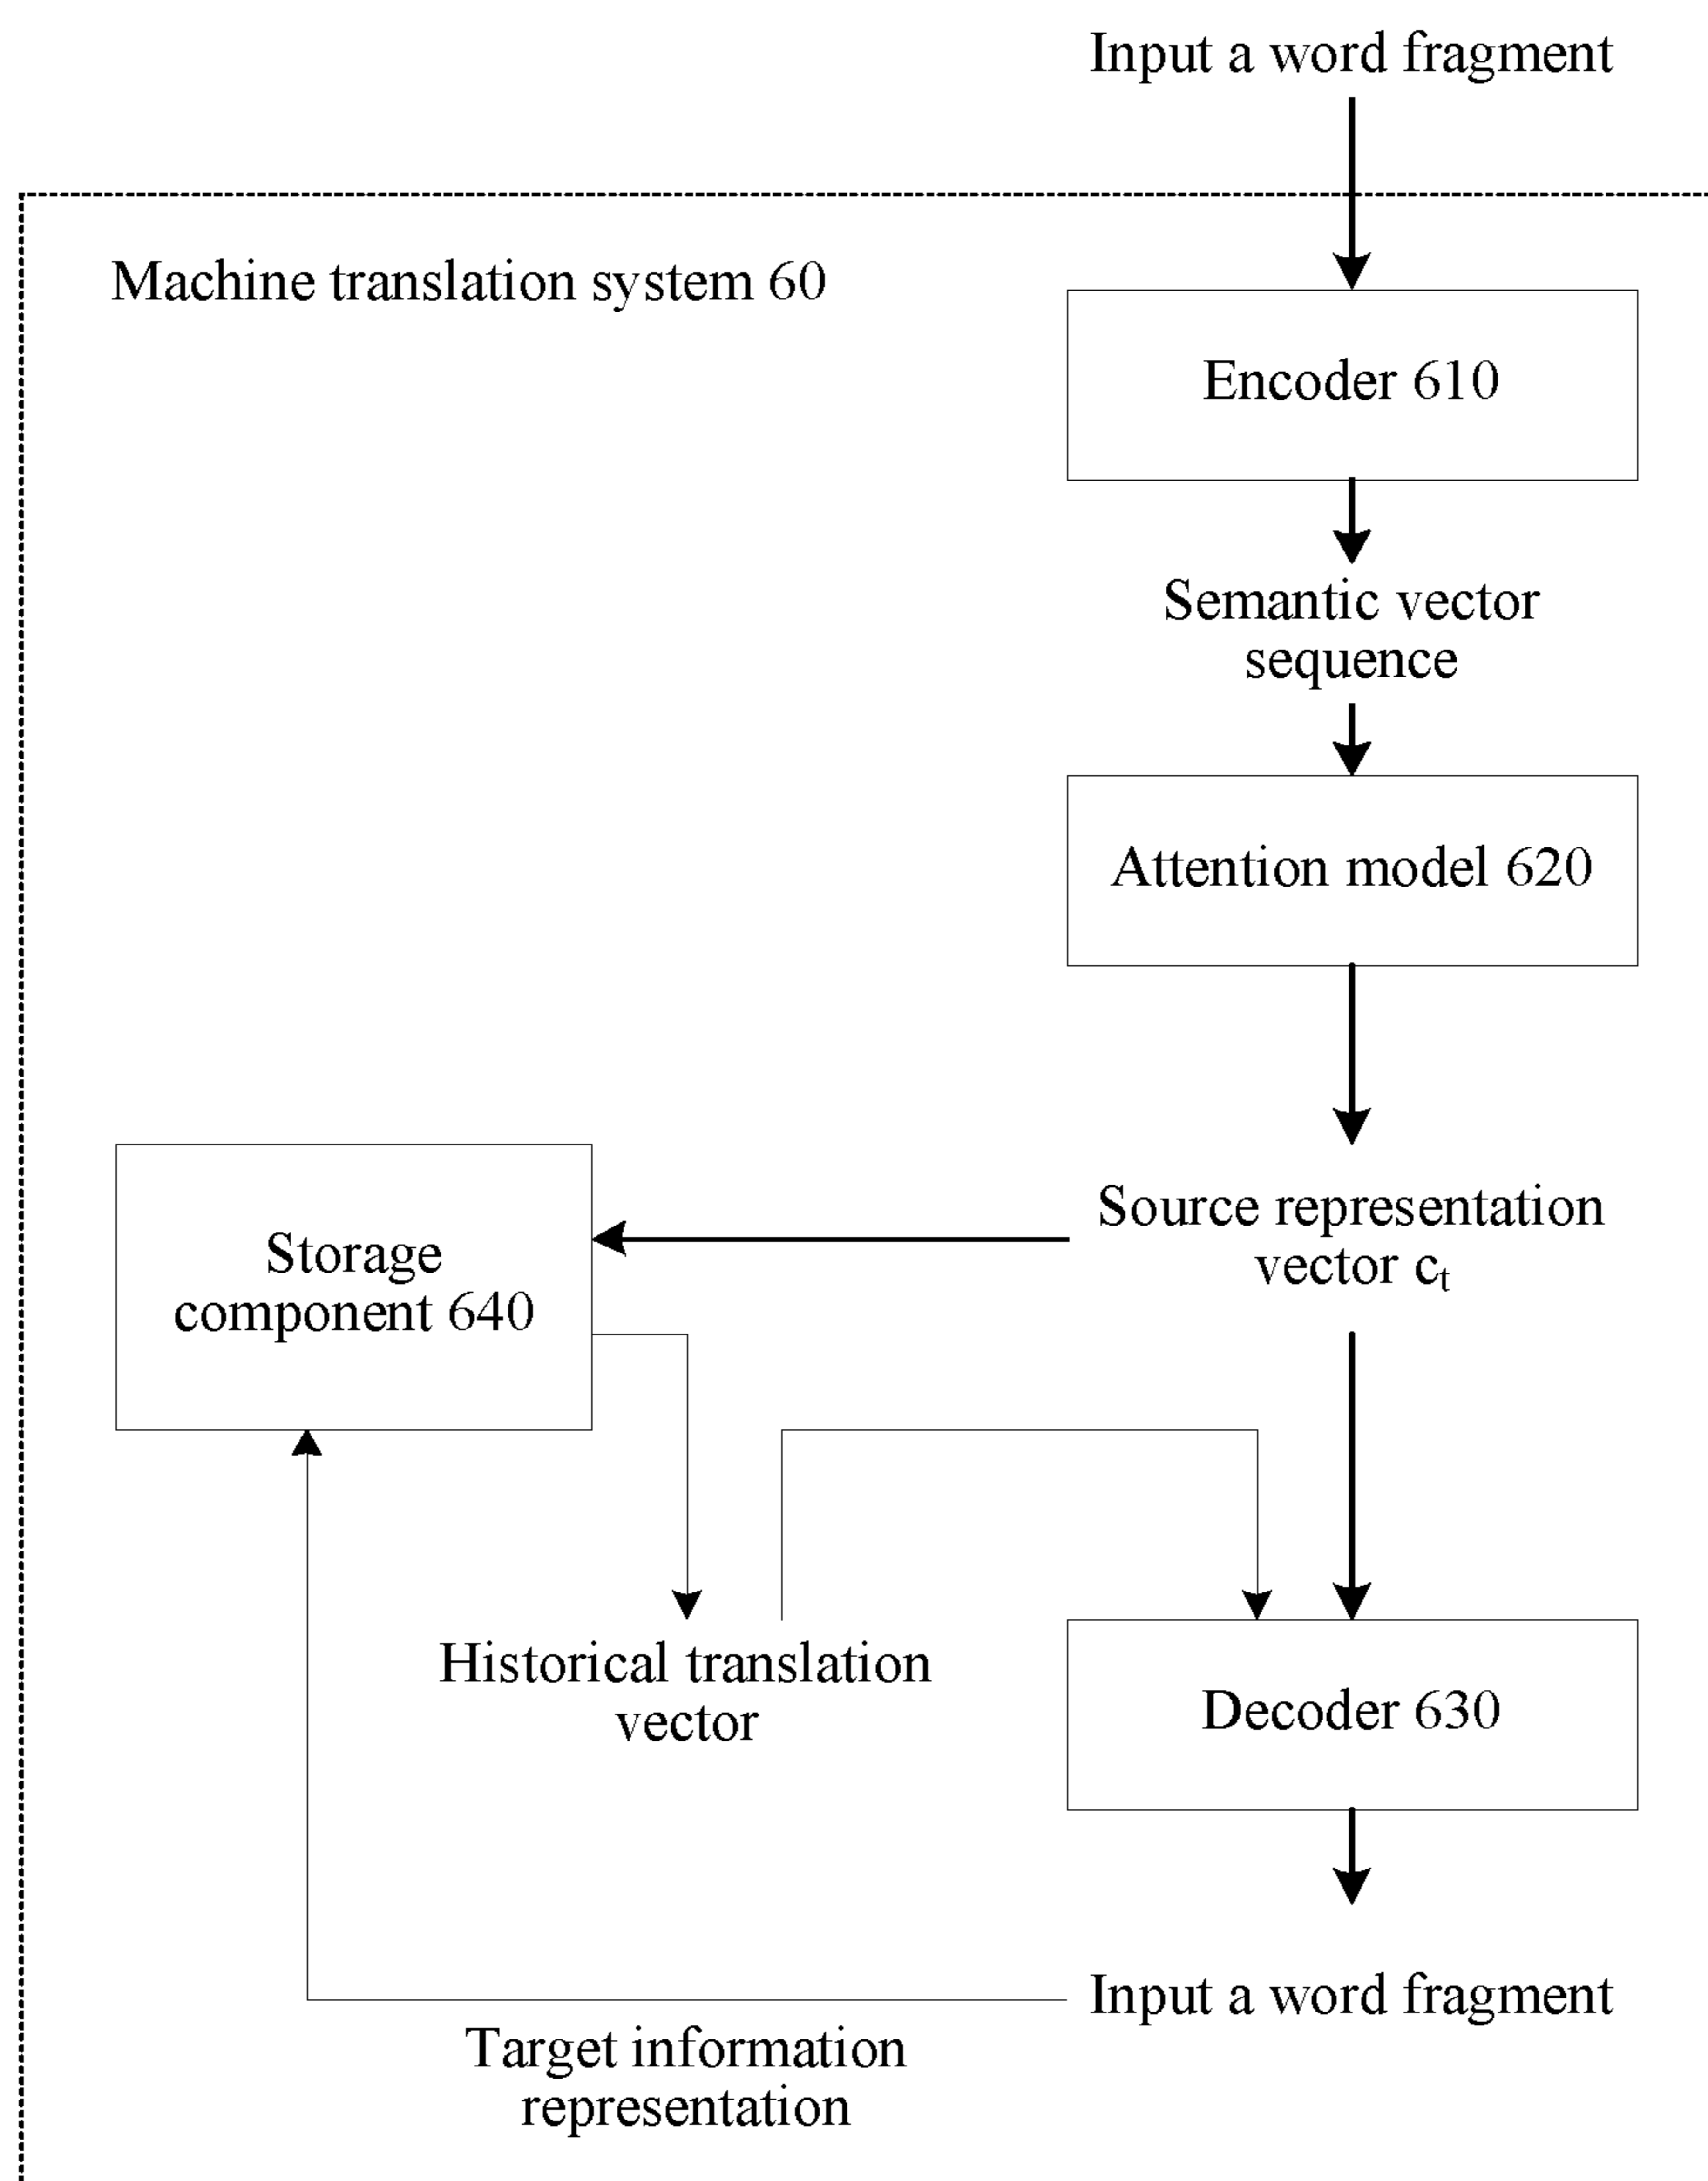 Input a word fragment
Machine translation system 60
Encoder 610
Semantic vector
sequence
Attention model 620
Source representation
vector cₜ
Storage
component 640
Historical translation
vector
Decoder 630
Input a word fragment
Target information
representation